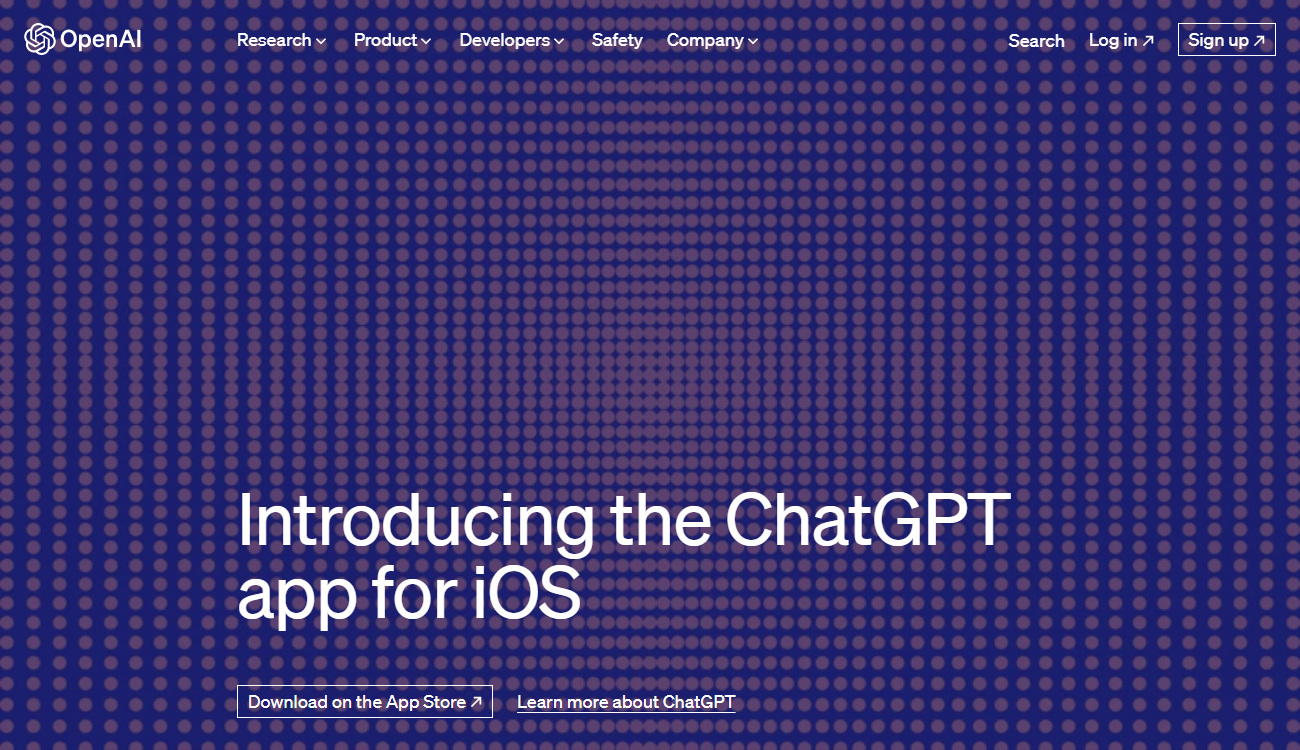 OpenAI Research Product Developers Safety Company Search Log in ↗ Sign up ↗
Introducing the ChatGPT
app for iOS
Download on the App Store ↗ Learn more about ChatGPT